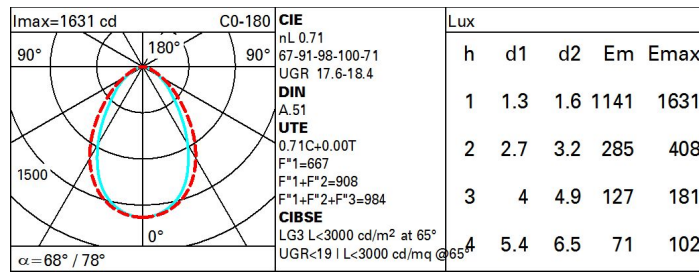 Imax=1631 cd C0-180
90° 180° 90°
1500
0°
α=68° / 78°
CIE
nL 0.71
67-91-98-100-71
UGR 17.6-18.4
DIN
A.51
UTE
0.71C+0.00T
F"1=667
F"1+F"2=908
F"1+F"2+F"3=984
CIBSE
LG3 L<3000 cd/m² at 65°
UGR<19 | L<3000 cd/mq @65°
Lux
h d1 d2 Em Emax
1 1.3 1.6 1141 1631
2 2.7 3.2 285 408
3 4 4.9 127 181
4 5.4 6.5 71 102